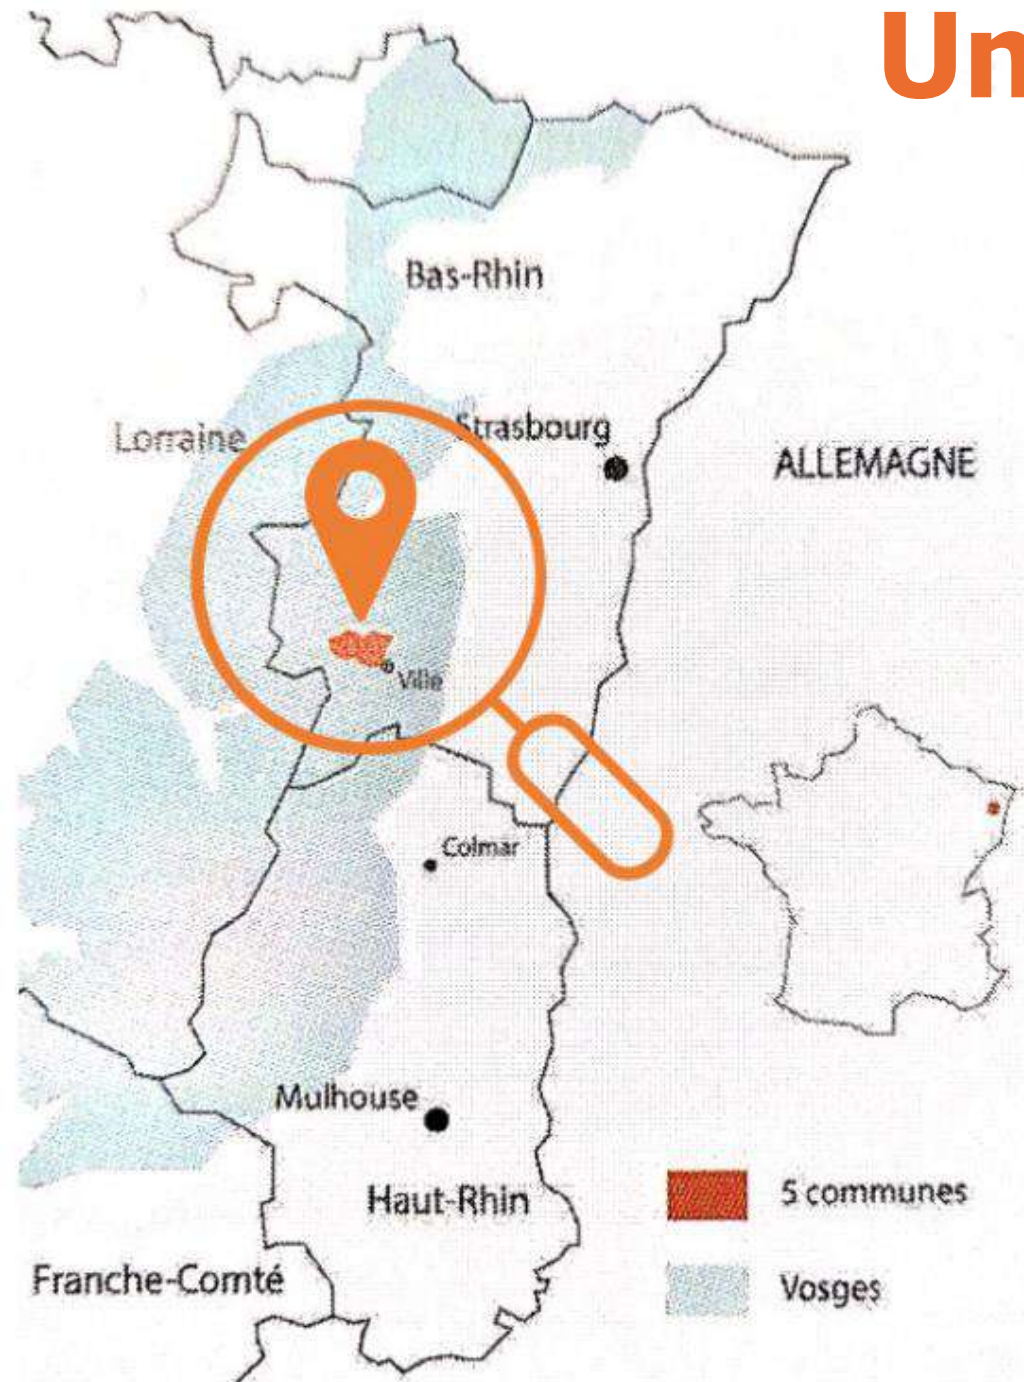 Un
Bas-Rhin
Lorraine
Strasbourg
ALLEMAGNE
Ville
Colmar
Mulhouse
Haut-Rhin
5 communes
Franche-Comté
Vosges